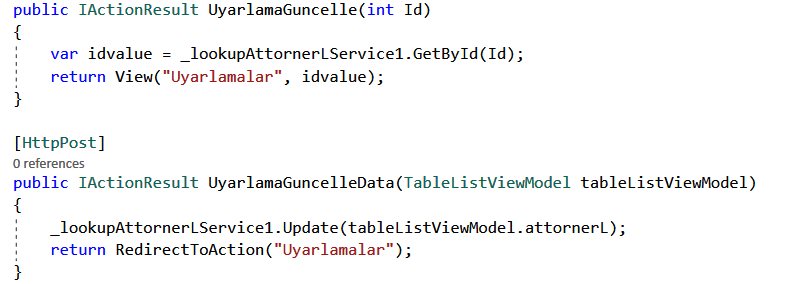 public IActionResult UyarlamaGuncelle(int Id)
{
var idvalue = _lookupAttornerLService1.GetById(Id);
return View("Uyarlamalar", idvalue);
}
[HttpPost]
0 references
public IActionResult UyarlamaGuncelleData(TableListViewModel tableListViewModel)
{
_lookupAttornerLService1.Update(tableListViewModel.attornerL);
return RedirectToAction("Uyarlamalar");
}